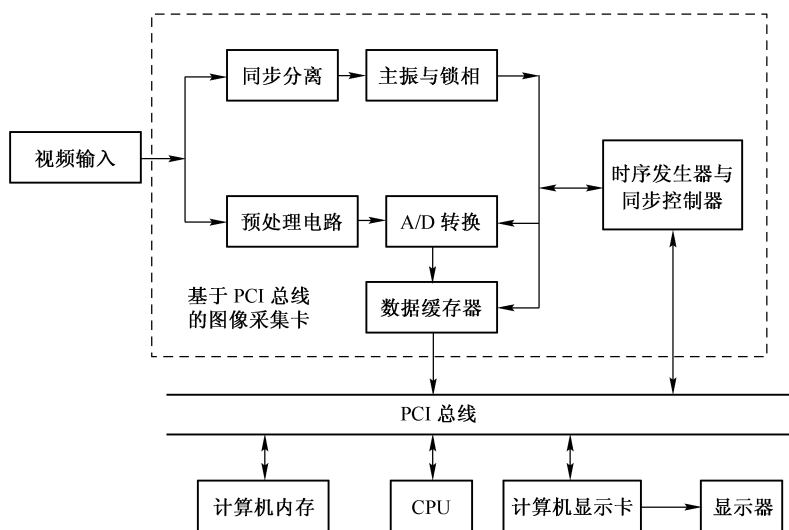 同步分离
主振与锁相
视频输入
时序发生器与
同步控制器
预处理电路
A/D 转换
基于 PCI 总线
的图像采集卡
数据缓存器
PCI 总线
计算机内存
CPU
计算机显示卡
显示器